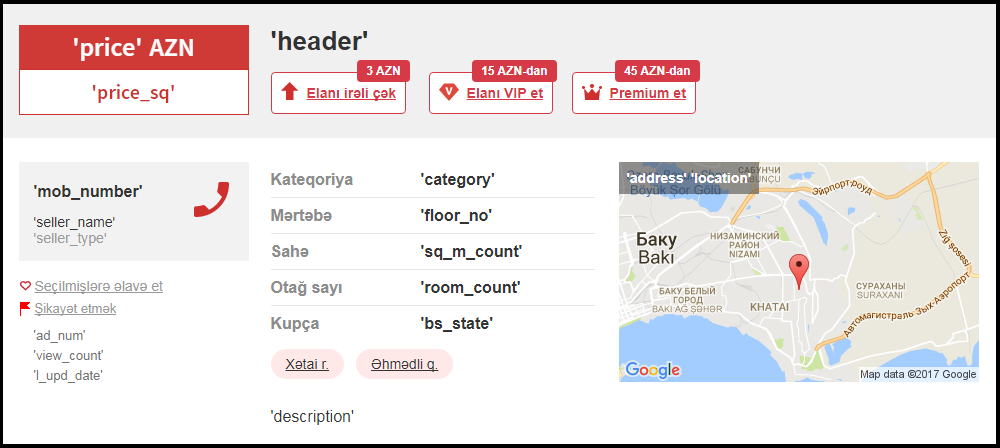 'price' AZN
'price_sq'
'header'
3 AZN
Elanı irəli çək
15 AZN-dan
Elanı VIP et
45 AZN-dan
Premium et
'mob_number'
'seller_name'
'seller_type'
Seçilmişlərə əlavə et
Şikayət etmək
'ad_num'
'view_count'
'l_upd_date'
Kateqoriya 'category'
Mərtəbə 'floor_no'
Sahə 'sq_m_count'
Otağ sayı 'room_count'
Kupça 'bs_state'
Xətai r.
Əhmədli q.
'description'
'address' 'location'
САБУНЧИ
Böyük Şor Gölü
Эйрпорт-роуд
Баку
Bakı
НИЗАМИНСКИЙ
РАЙОН
NIZAMI
Zığ şosesi
БАКУ БЕЛЫЙ
ГОРОД
BAKI AĞ ŞƏHƏR
KHATAI
СУРАХАНЫ
SURAXANI
Автомагистраль Зых-Аэропорт
Google
Map data ©2017 Google